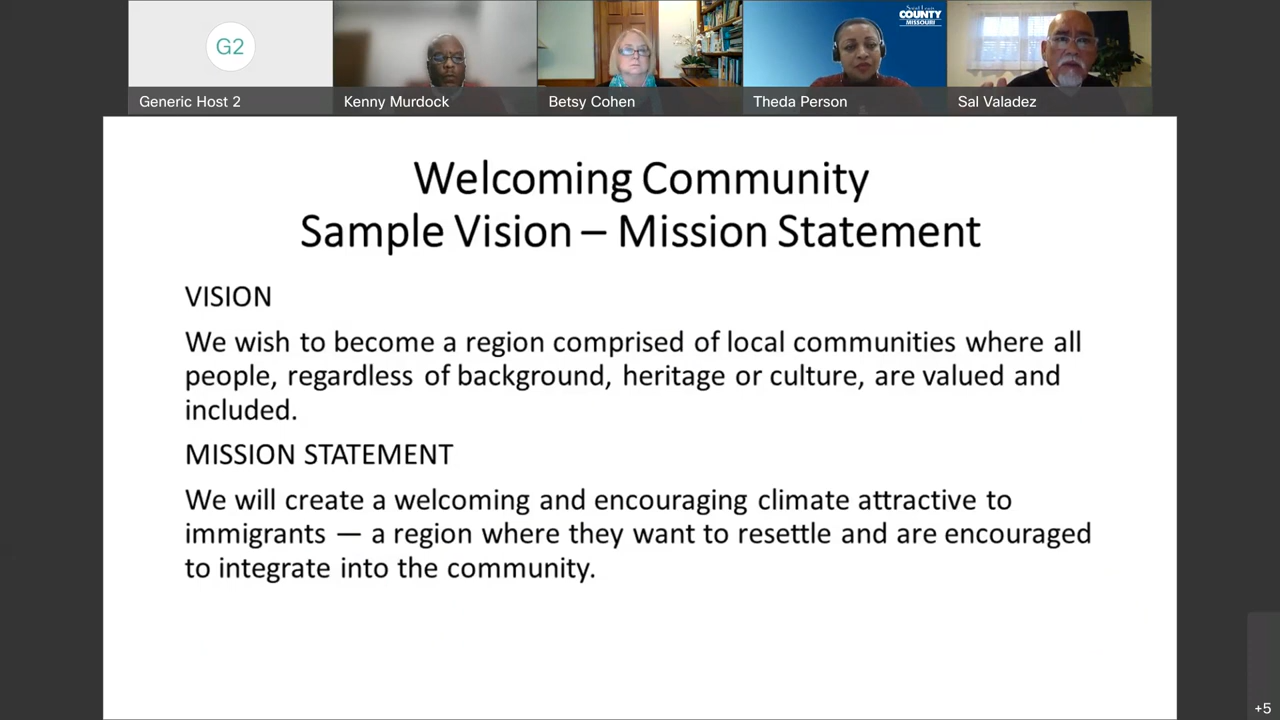 G2
Saint Louis
COUNTY
MISSOURI
Generic Host 2
Kenny Murdock
Betsy Cohen
Theda Person
Sal Valadez
Welcoming Community
Sample Vision – Mission Statement
VISION
We wish to become a region comprised of local communities where all
people, regardless of background, heritage or culture, are valued and
included.
MISSION STATEMENT
We will create a welcoming and encouraging climate attractive to
immigrants — a region where they want to resettle and are encouraged
to integrate into the community.
+5